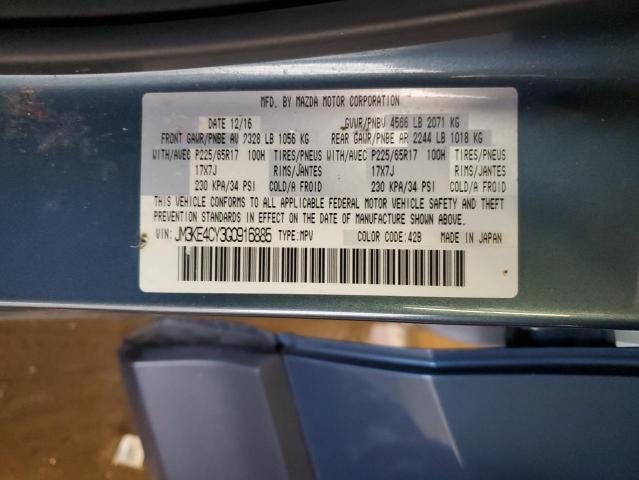 MFD. BY MAZDA MOTOR CORPORATION
DATE 12/16 GVWR/PNBV 4566 LB 2071 KG
FRONT GAWR/PNBE AV 2328 LB 1056 KG REAR GAWR/PNBE AR 2244 LB 1018 KG
WITH/AVEC P225/65R17 100H TIRES/PNEUS WITH/AVEC P225/65R17 100H TIRES/PNEUS
17X7J RIMS/JANTES 17X7J RIMS/JANTES
230 KPA/34 PSI COLD/A FROID 230 KPA/34 PSI COLD/A FROID
THIS VEHICLE CONFORMS TO ALL APPLICABLE FEDERAL MOTOR VEHICLE SAFETY AND THEFT
PREVENTION STANDARDS IN EFFECT ON THE DATE OF MANUFACTURE SHOWN ABOVE.
VIN: JM3KE4CY3G0916885 TYPE:MPV COLOR CODE:42B MADE IN JAPAN